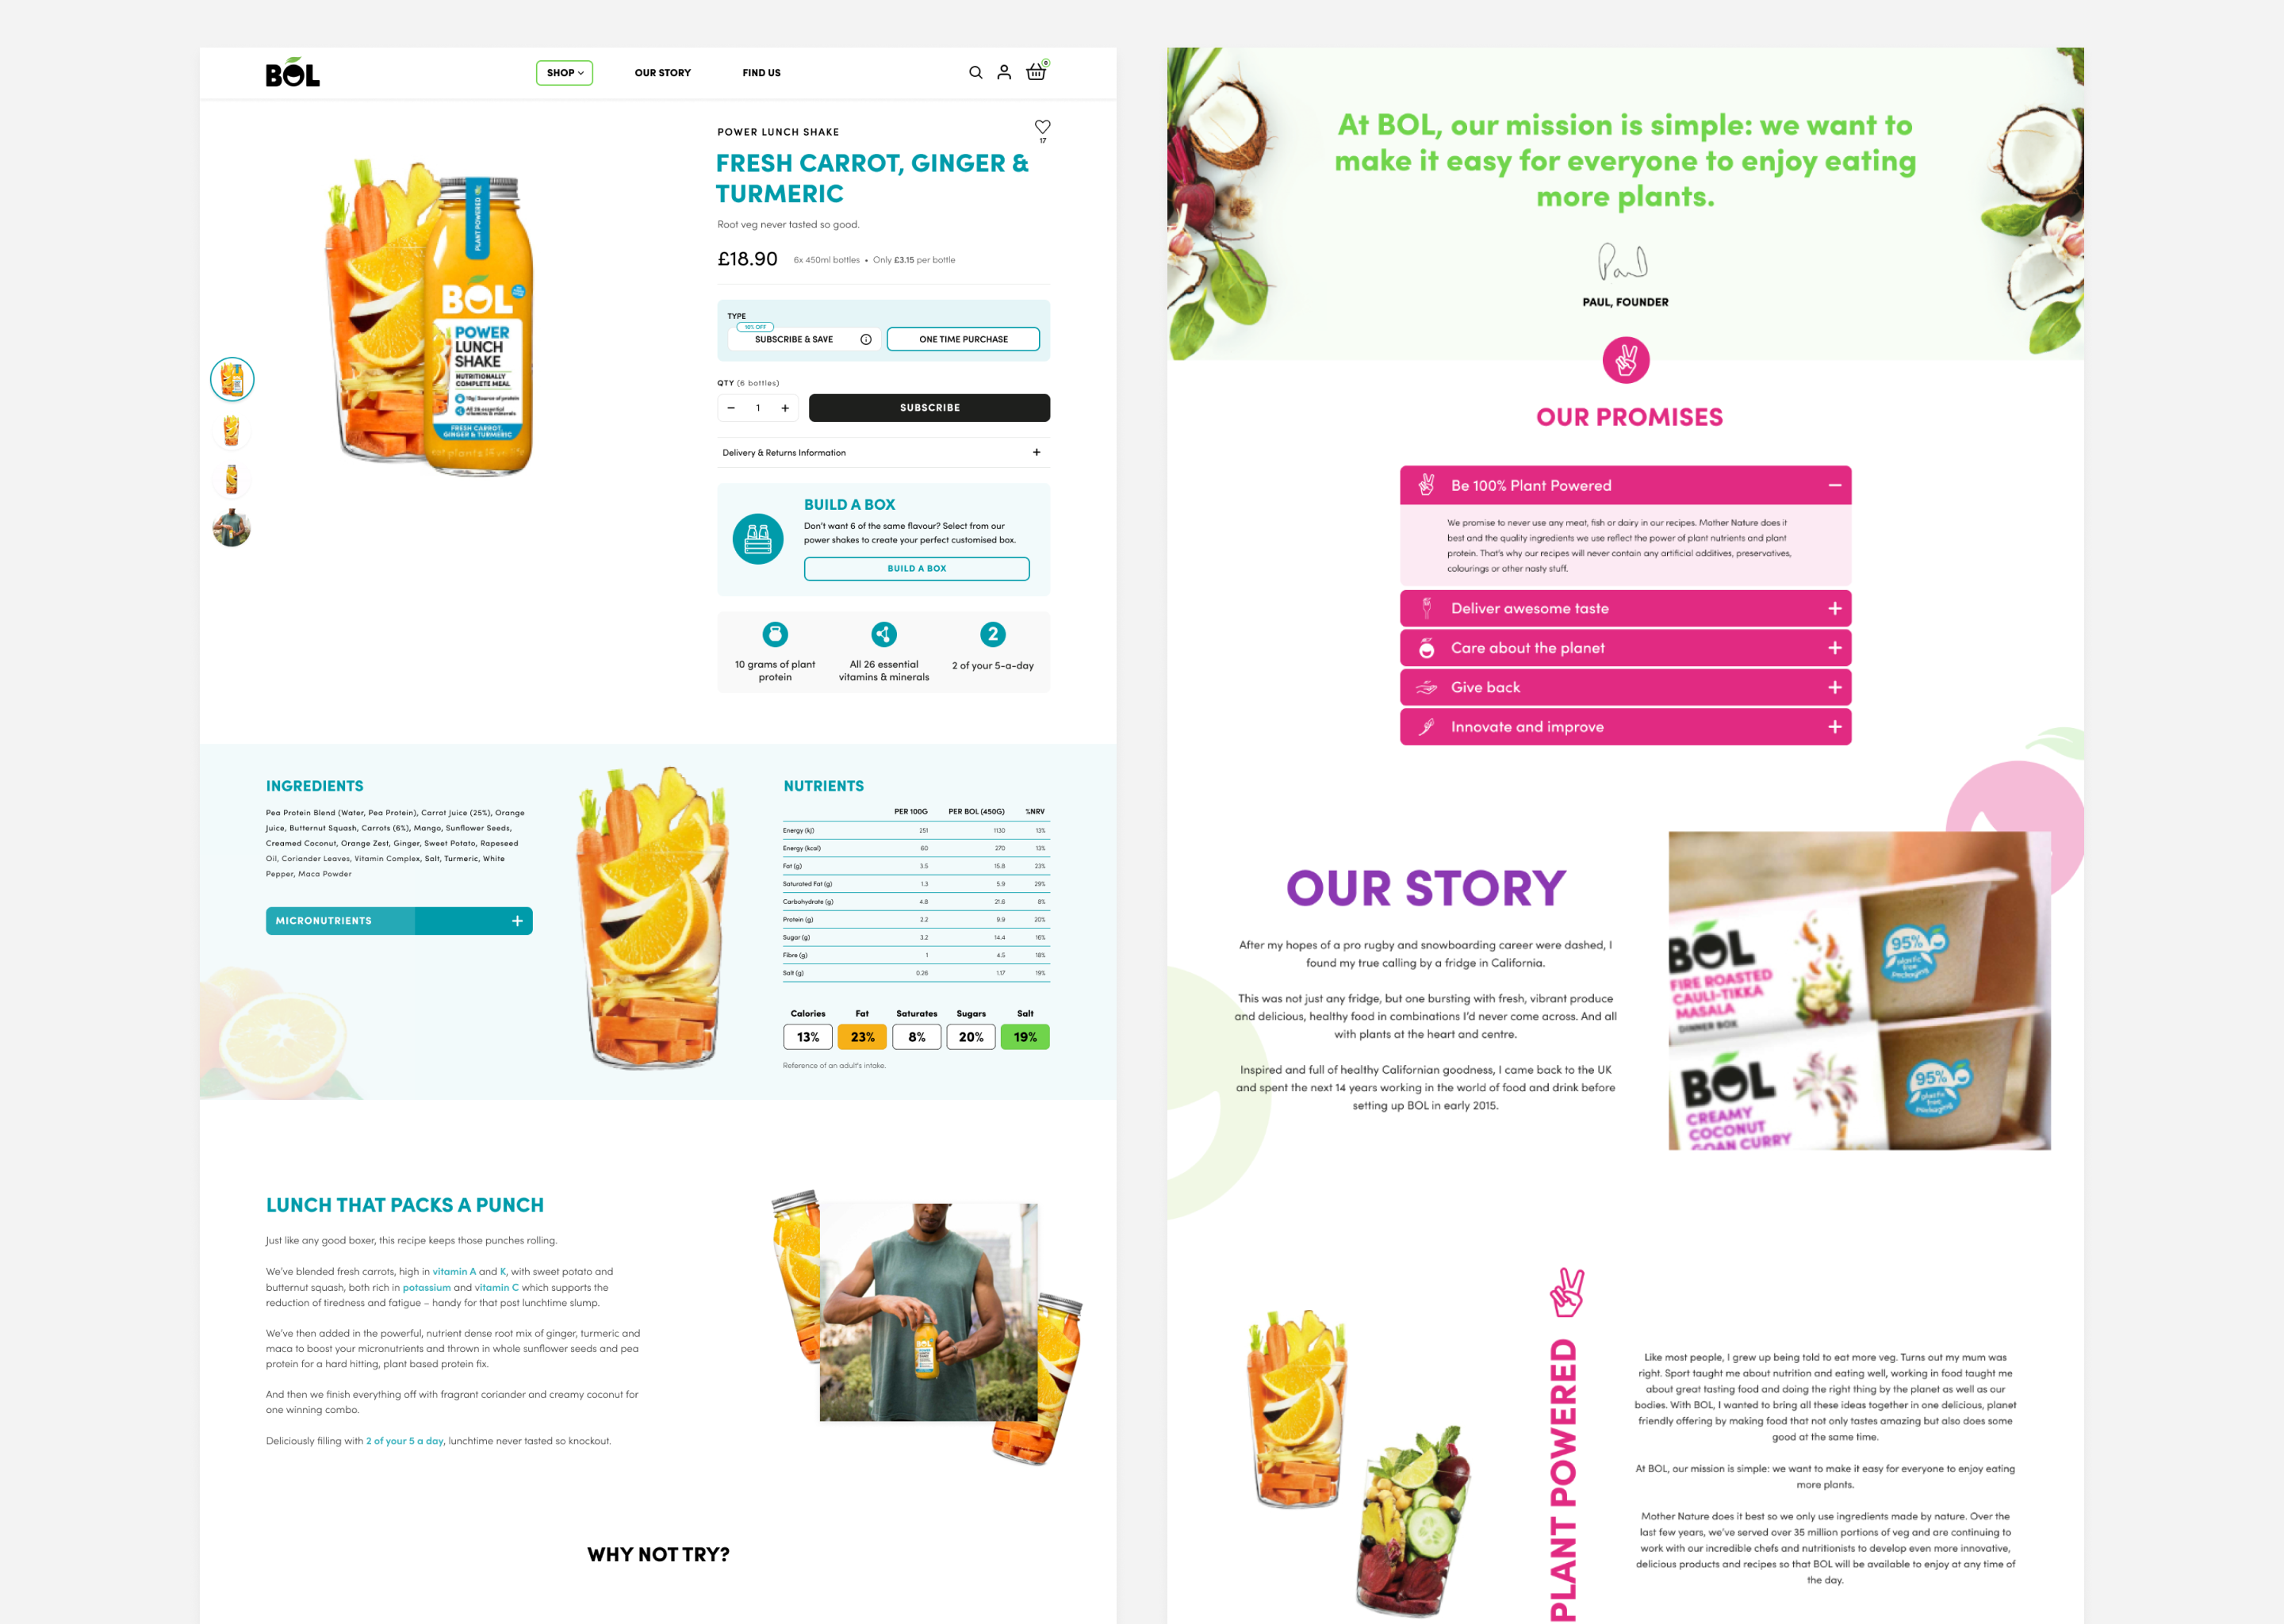 BOL
SHOP
OUR STORY
FIND US
0
POWER LUNCH SHAKE
17
FRESH CARROT, GINGER &
TURMERIC
Root veg never tasted so good.
£18.90
6x 450ml bottles • Only £3.15 per bottle
TYPE
10% OFF
SUBSCRIBE & SAVE
ONE TIME PURCHASE
QTY (6 bottles)
− 1 +
SUBSCRIBE
Delivery & Returns Information +
BUILD A BOX
Don't want 6 of the same flavour? Select from our
power shakes to create your perfect customised box.
BUILD A BOX
2
10 grams of plant
protein
All 26 essential
vitamins & minerals
2 of your 5-a-day
PLANT POWERED
BOL
POWER
LUNCH
SHAKE
NUTRITIONALLY
COMPLETE MEAL
10g Source of protein
All 26 essential
vitamins & minerals
FRESH CARROT,
GINGER & TURMERIC
eat plants
INGREDIENTS
Pea Protein Blend (Water, Pea Protein), Carrot Juice (25%), Orange
Juice, Butternut Squash, Carrots (6%), Mango, Sunflower Seeds,
Creamed Coconut, Orange Zest, Ginger, Sweet Potato, Rapeseed
Oil, Coriander Leaves, Vitamin Complex, Salt, Turmeric, White
Pepper, Maca Powder
MICRONUTRIENTS +
NUTRIENTS
PER 100G PER BOL (450G) %NRV
Energy (kj) 251 1130 13%
Energy (kcal) 60 270 13%
Fat (g) 3.5 15.8 23%
Saturated Fat (g) 1.3 5.9 29%
Carbohydrate (g) 4.8 21.6 8%
Protein (g) 2.2 9.9 20%
Sugar (g) 3.2 14.4 16%
Fibre (g) 1 4.5 18%
Salt (g) 0.26 1.17 19%
Calories Fat Saturates Sugars Salt
13% 23% 8% 20% 19%
Reference of an adult's intake.
LUNCH THAT PACKS A PUNCH
Just like any good boxer, this recipe keeps those punches rolling.
We've blended fresh carrots, high in vitamin A and K, with sweet potato and
butternut squash, both rich in potassium and vitamin C which supports the
reduction of tiredness and fatigue – handy for that post lunchtime slump.
We've then added in the powerful, nutrient dense root mix of ginger, turmeric and
maca to boost your micronutrients and thrown in whole sunflower seeds and pea
protein for a hard hitting, plant based protein fix.
And then we finish everything off with fragrant coriander and creamy coconut for
one winning combo.
Deliciously filling with 2 of your 5 a day, lunchtime never tasted so knockout.
WHY NOT TRY?
At BOL, our mission is simple: we want to
make it easy for everyone to enjoy eating
more plants.
Paul
PAUL, FOUNDER
OUR PROMISES
Be 100% Plant Powered −
We promise to never use any meat, fish or dairy in our recipes. Mother Nature does it
best and the quality ingredients we use reflect the power of plant nutrients and plant
protein. That's why our recipes will never contain any artificial additives, preservatives,
colourings or other nasty stuff.
Deliver awesome taste +
Care about the planet +
Give back +
Innovate and improve +
OUR STORY
After my hopes of a pro rugby and snowboarding career were dashed, I
found my true calling by a fridge in California.
This was not just any fridge, but one bursting with fresh, vibrant produce
and delicious, healthy food in combinations I'd never come across. And all
with plants at the heart and centre.
Inspired and full of healthy Californian goodness, I came back to the UK
and spent the next 14 years working in the world of food and drink before
setting up BOL in early 2015.
BOL
FIRE ROASTED
CAULI-TIKKA
MASALA
DINNER BOX
95%
plastic
free
packaging
BOL
CREAMY
COCONUT
GOAN CURRY
95%
plastic
free
packaging
PLANT POWERED
Like most people, I grew up being told to eat more veg. Turns out my mum was
right. Sport taught me about nutrition and eating well, working in food taught me
about great tasting food and doing the right thing by the planet as well as our
bodies. With BOL, I wanted to bring all these ideas together in one delicious, planet
friendly offering by making food that not only tastes amazing but also does some
good at the same time.
At BOL, our mission is simple: we want to make it easy for everyone to enjoy eating
more plants.
Mother Nature does it best so we only use ingredients made by nature. Over the
last few years, we've served over 35 million portions of veg and are continuing to
work with our incredible chefs and nutritionists to develop even more innovative,
delicious products and recipes so that BOL will be available to enjoy at any time of
the day.